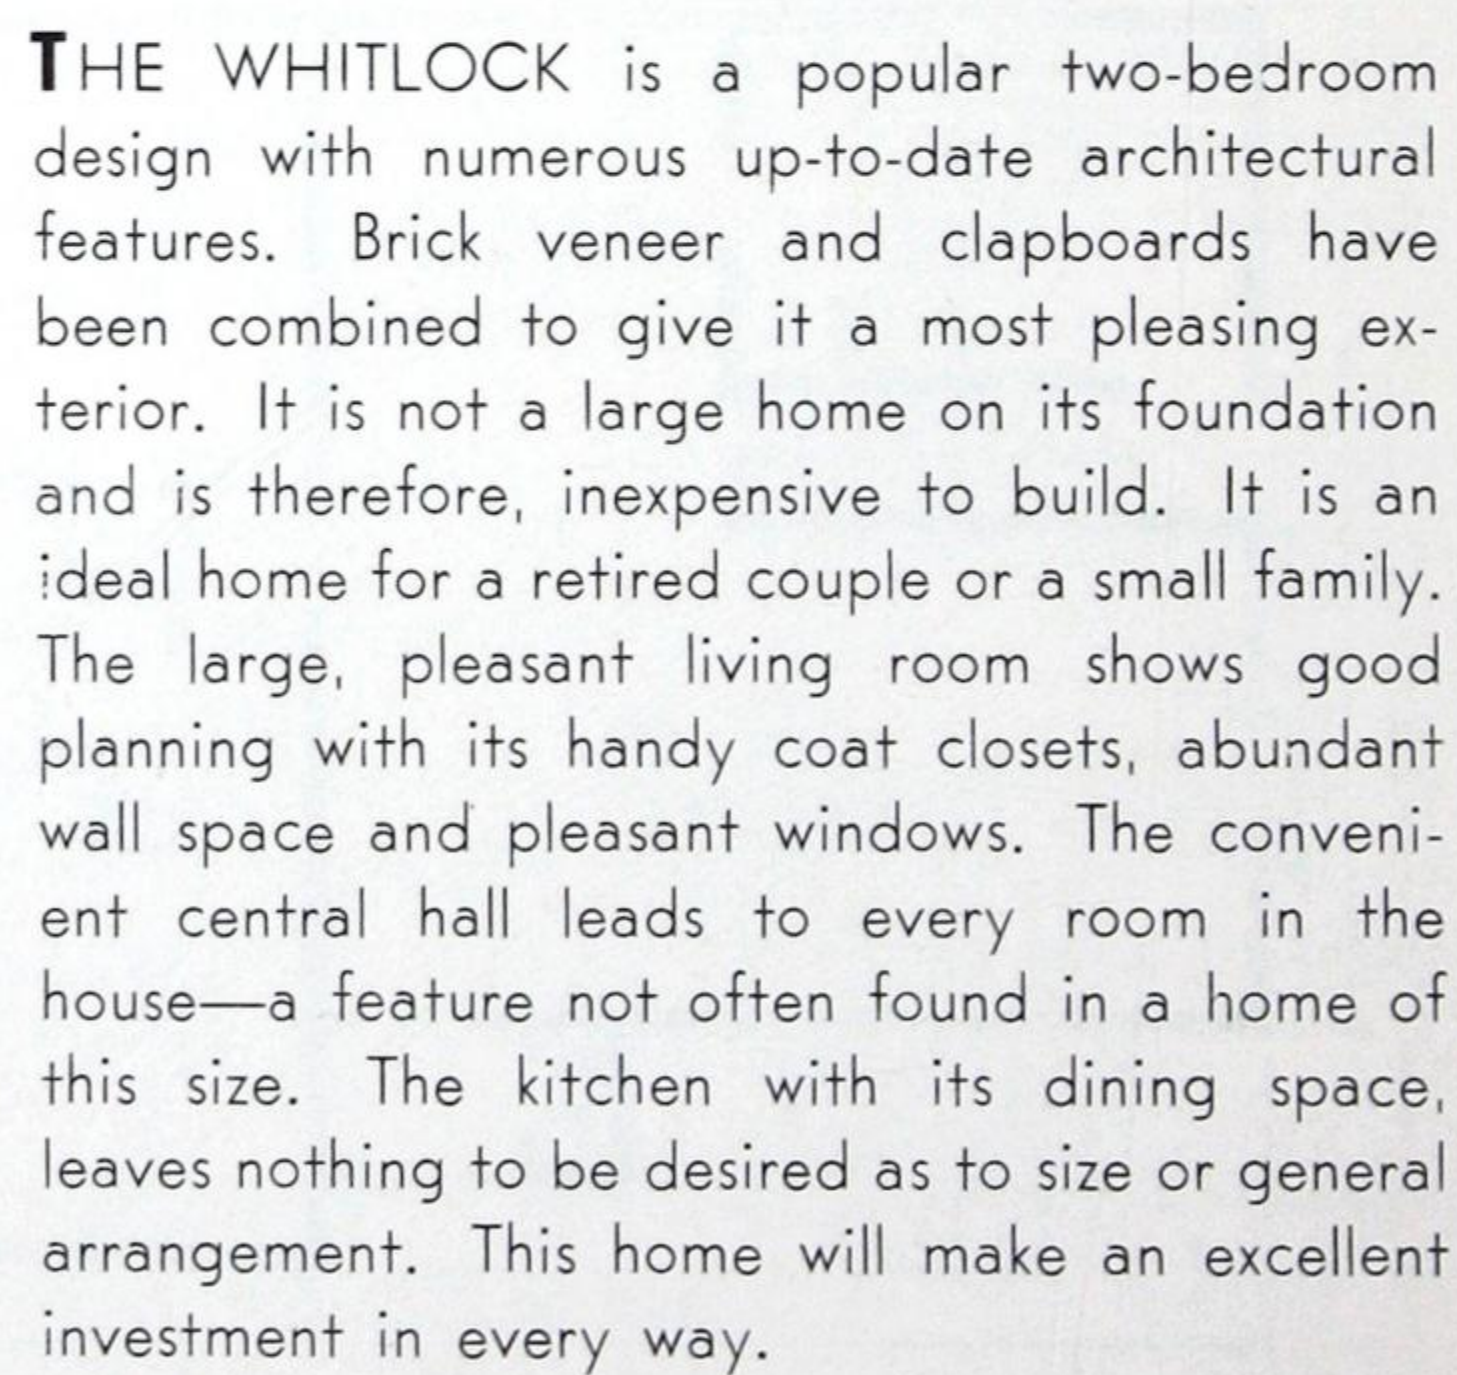 THE WHITLOCK is a popular two-bedroom
design with numerous up-to-date architectural
features. Brick veneer and clapboards have
been combined to give it a most pleasing ex-
terior. It is not a large home on its foundation
and is therefore, inexpensive to build. It is an
ideal home for a retired couple or a small family.
The large, pleasant living room shows good
planning with its handy coat closets, abundant
wall space and pleasant windows. The conveni-
ent central hall leads to every room in the
house—a feature not often found in a home of
this size. The kitchen with its dining space,
leaves nothing to be desired as to size or general
arrangement. This home will make an excellent
investment in every way.